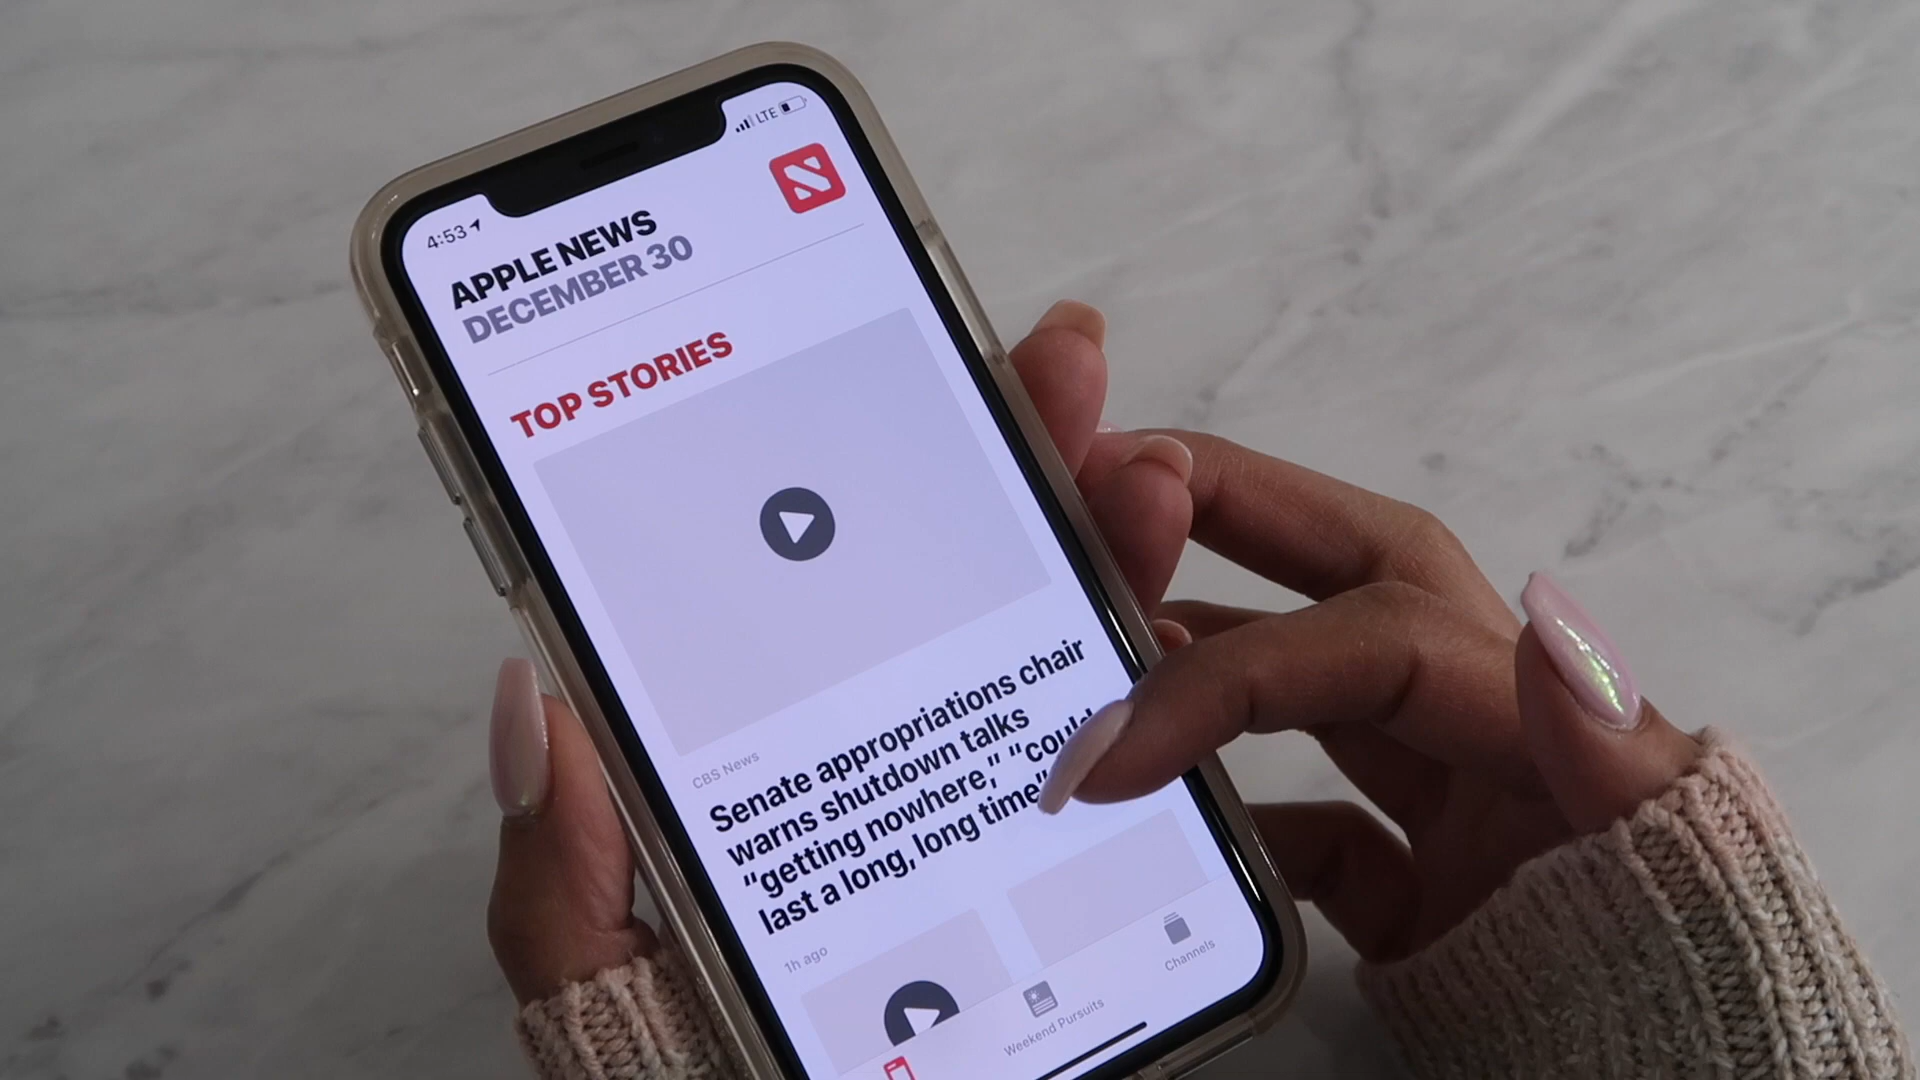 LTE
4:53
APPLE NEWS
DECEMBER 30
TOP STORIES
CBS News
Senate appropriations chair
warns shutdown talks
“getting nowhere,” “could
last a long, long time”
1h ago
Weekend Pursuits
Channels